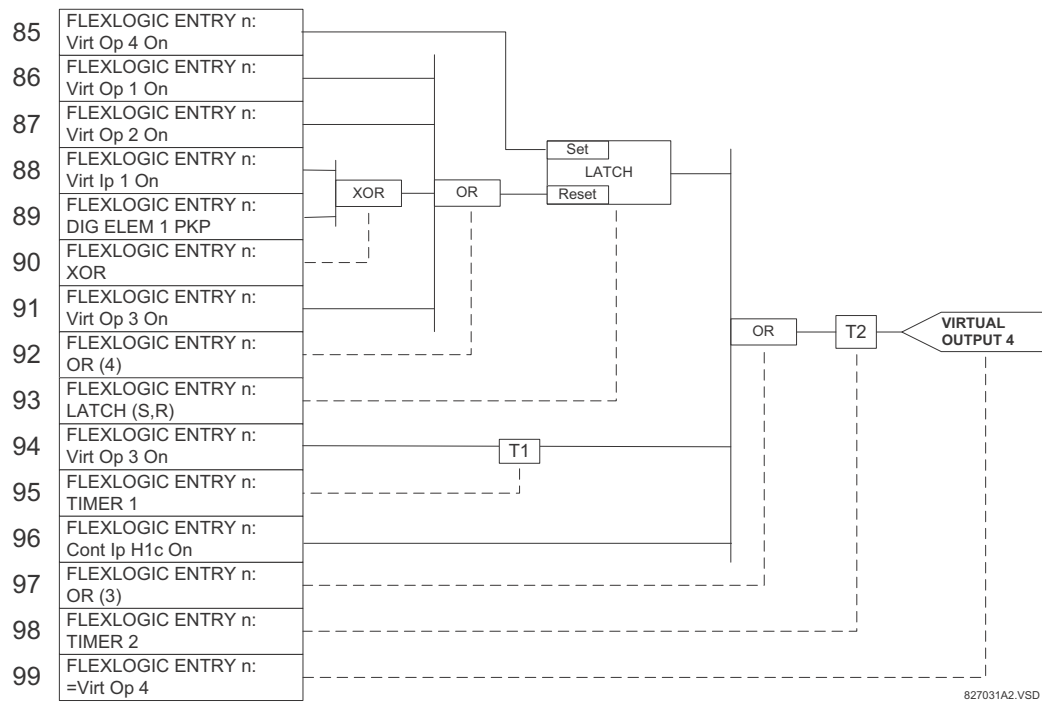 85
FLEXLOGIC ENTRY n:
Virt Op 4 On
86
FLEXLOGIC ENTRY n:
Virt Op 1 On
87
FLEXLOGIC ENTRY n:
Virt Op 2 On
88
FLEXLOGIC ENTRY n:
Virt Ip 1 On
89
FLEXLOGIC ENTRY n:
DIG ELEM 1 PKP
90
FLEXLOGIC ENTRY n:
XOR
91
FLEXLOGIC ENTRY n:
Virt Op 3 On
92
FLEXLOGIC ENTRY n:
OR (4)
93
FLEXLOGIC ENTRY n:
LATCH (S,R)
94
FLEXLOGIC ENTRY n:
Virt Op 3 On
95
FLEXLOGIC ENTRY n:
TIMER 1
96
FLEXLOGIC ENTRY n:
Cont Ip H1c On
97
FLEXLOGIC ENTRY n:
OR (3)
98
FLEXLOGIC ENTRY n:
TIMER 2
99
FLEXLOGIC ENTRY n:
=Virt Op 4
XOR
OR
Set
LATCH
Reset
T1
OR
T2
VIRTUAL
OUTPUT 4
827031A2.VSD